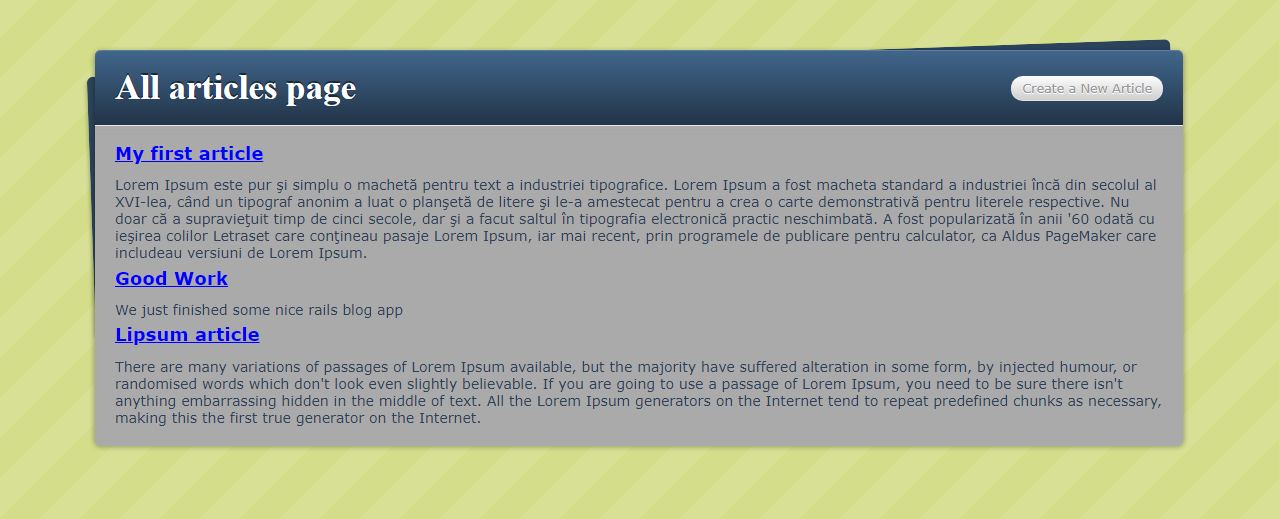 All articles page
Create a New Article
My first article
Lorem Ipsum este pur şi simplu o machetă pentru text a industriei tipografice. Lorem Ipsum a fost macheta standard a industriei încă din secolul al
XVI-lea, când un tipograf anonim a luat o planşetă de litere şi le-a amestecat pentru a crea o carte demonstrativă pentru literele respective. Nu
doar că a supravieţuit timp de cinci secole, dar şi a facut saltul în tipografia electronică practic neschimbată. A fost popularizată în anii '60 odată cu
ieşirea colilor Letraset care conţineau pasaje Lorem Ipsum, iar mai recent, prin programele de publicare pentru calculator, ca Aldus PageMaker care
includeau versiuni de Lorem Ipsum.
Good Work
We just finished some nice rails blog app
Lipsum article
There are many variations of passages of Lorem Ipsum available, but the majority have suffered alteration in some form, by injected humour, or
randomised words which don't look even slightly believable. If you are going to use a passage of Lorem Ipsum, you need to be sure there isn't
anything embarrassing hidden in the middle of text. All the Lorem Ipsum generators on the Internet tend to repeat predefined chunks as necessary,
making this the first true generator on the Internet.